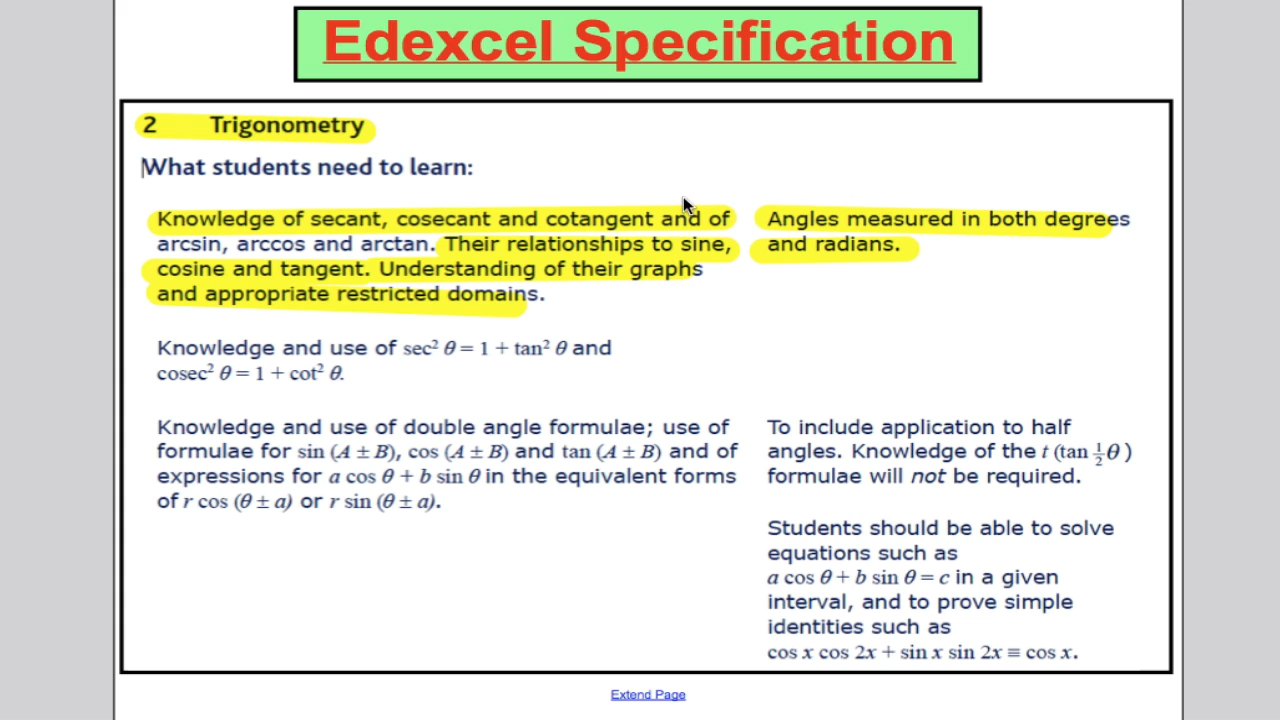 Edexcel Specification
2 Trigonometry
What students need to learn:
Knowledge of secant, cosecant and cotangent and of
arcsin, arccos and arctan. Their relationships to sine,
cosine and tangent. Understanding of their graphs
and appropriate restricted domains.
Angles measured in both degrees
and radians.
Knowledge and use of sec² θ = 1 + tan² θ and
cosec² θ = 1 + cot² θ.
Knowledge and use of double angle formulae; use of
formulae for sin (A ± B), cos (A ± B) and tan (A ± B) and of
expressions for a cos θ + b sin θ in the equivalent forms
of r cos (θ ± a) or r sin (θ ± a).
To include application to half
angles. Knowledge of the t (tan ½θ )
formulae will not be required.
Students should be able to solve
equations such as
a cos θ + b sin θ = c in a given
interval, and to prove simple
identities such as
cos x cos 2x + sin x sin 2x ≡ cos x.
Extend Page